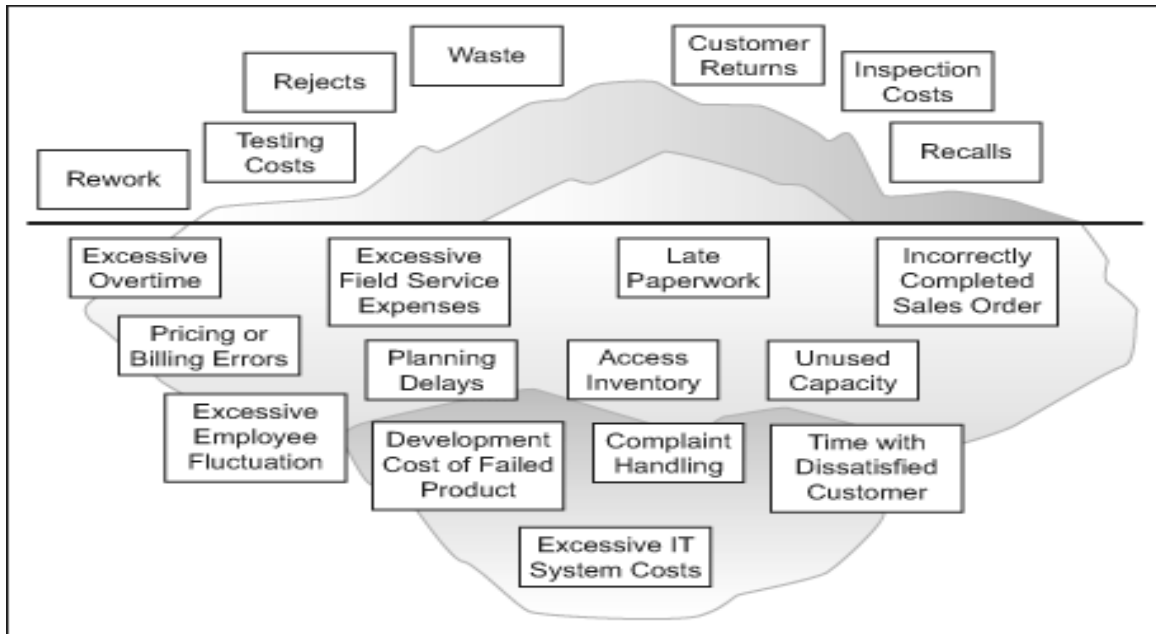 Waste
Customer
Returns
Rejects
Inspection
Costs
Testing
Costs
Recalls
Rework
Excessive
Overtime
Excessive
Field Service
Expenses
Late
Paperwork
Incorrectly
Completed
Sales Order
Pricing or
Billing Errors
Planning
Delays
Access
Inventory
Unused
Capacity
Excessive
Employee
Fluctuation
Development
Cost of Failed
Product
Complaint
Handling
Time with
Dissatisfied
Customer
Excessive IT
System Costs